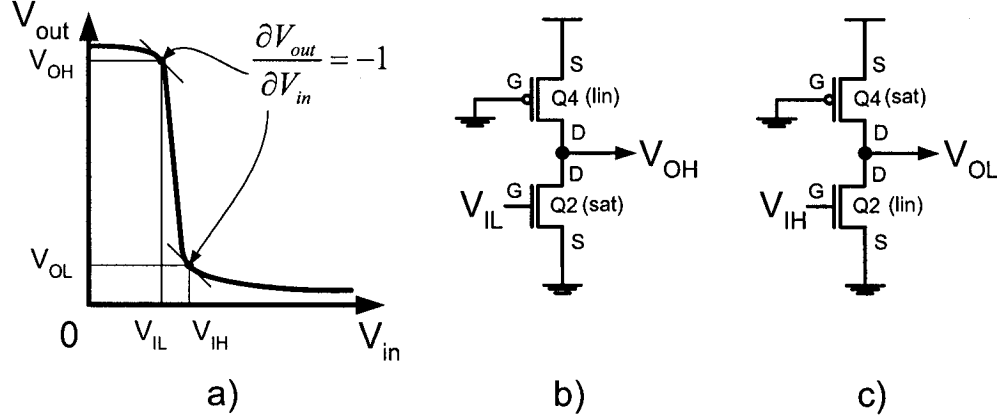 V_out
V_OH
∂V_out/∂V_in = -1
V_OL
0
V_IL V_IH V_in
a)
S
G
Q4 (lin)
D
V_OH
D
G
V_IL
Q2 (sat)
S
b)
S
G
Q4 (sat)
D
V_OL
D
G
V_IH
Q2 (lin)
S
c)